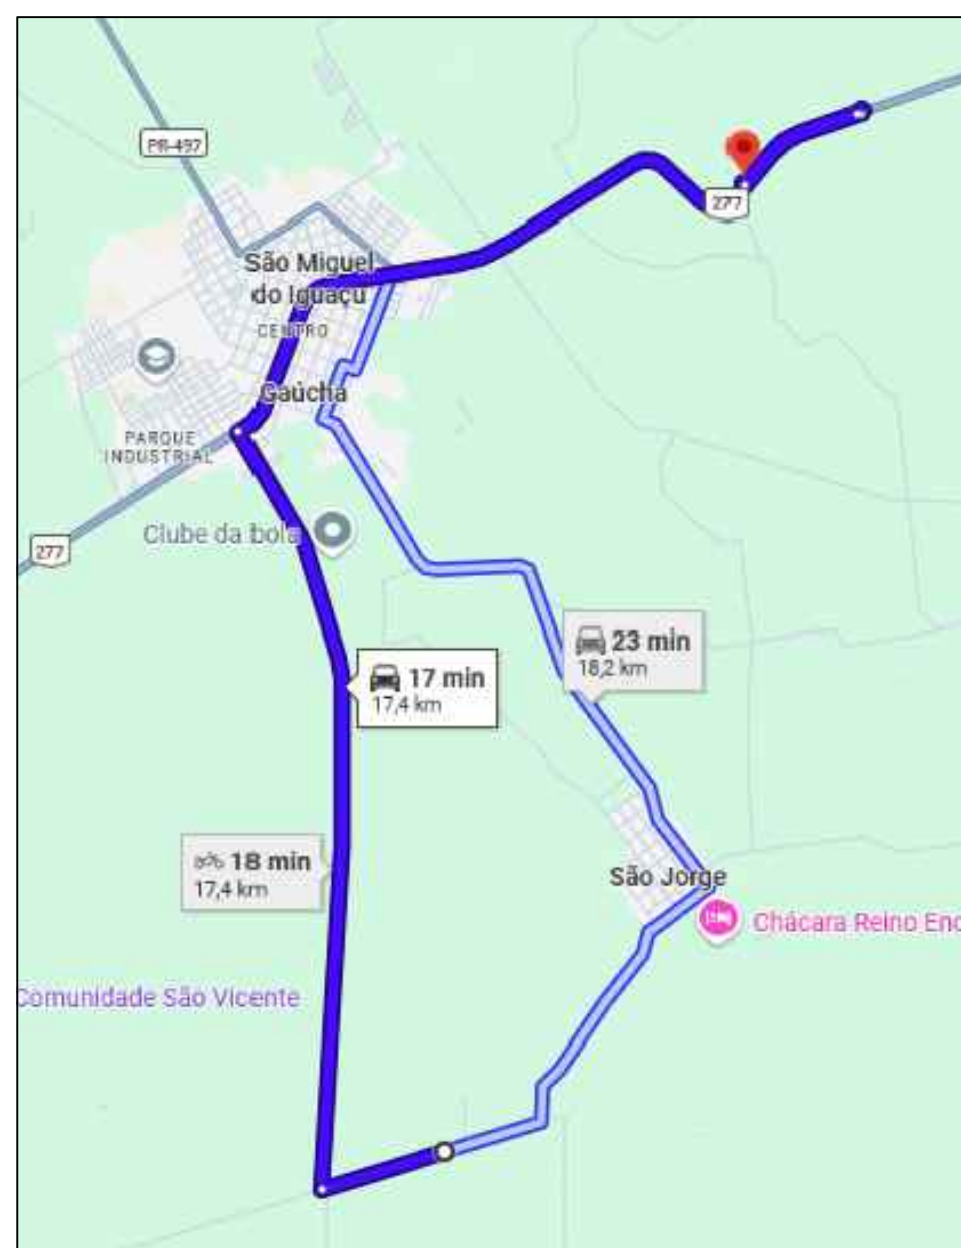 PR-497
277
São Miguel
do Iguaçu
CENTRO
Gaúcha
PARQUE
INDUSTRIAL
Clube da bola
277
23 min
18,2 km
17 min
17,4 km
18 min
17,4 km
São Jorge
Chácara Reino Enc
Comunidade São Vicente